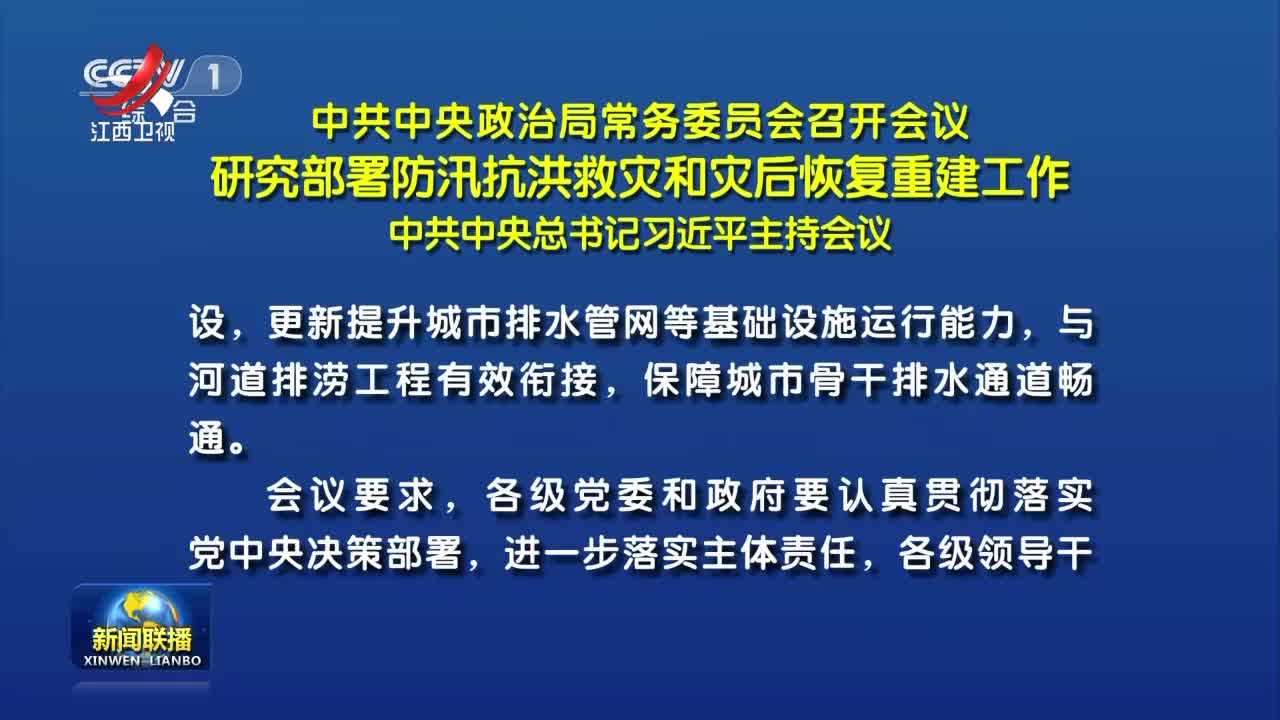 CCTV 1
综合
江西卫视
中共中央政治局常务委员会召开会议
研究部署防汛抗洪救灾和灾后恢复重建工作
中共中央总书记习近平主持会议
设，更新提升城市排水管网等基础设施运行能力，与
河道排涝工程有效衔接，保障城市骨干排水通道畅
通。
会议要求，各级党委和政府要认真贯彻落实
党中央决策部署，进一步落实主体责任，各级领导干
新闻联播
XINWEN LIANBO